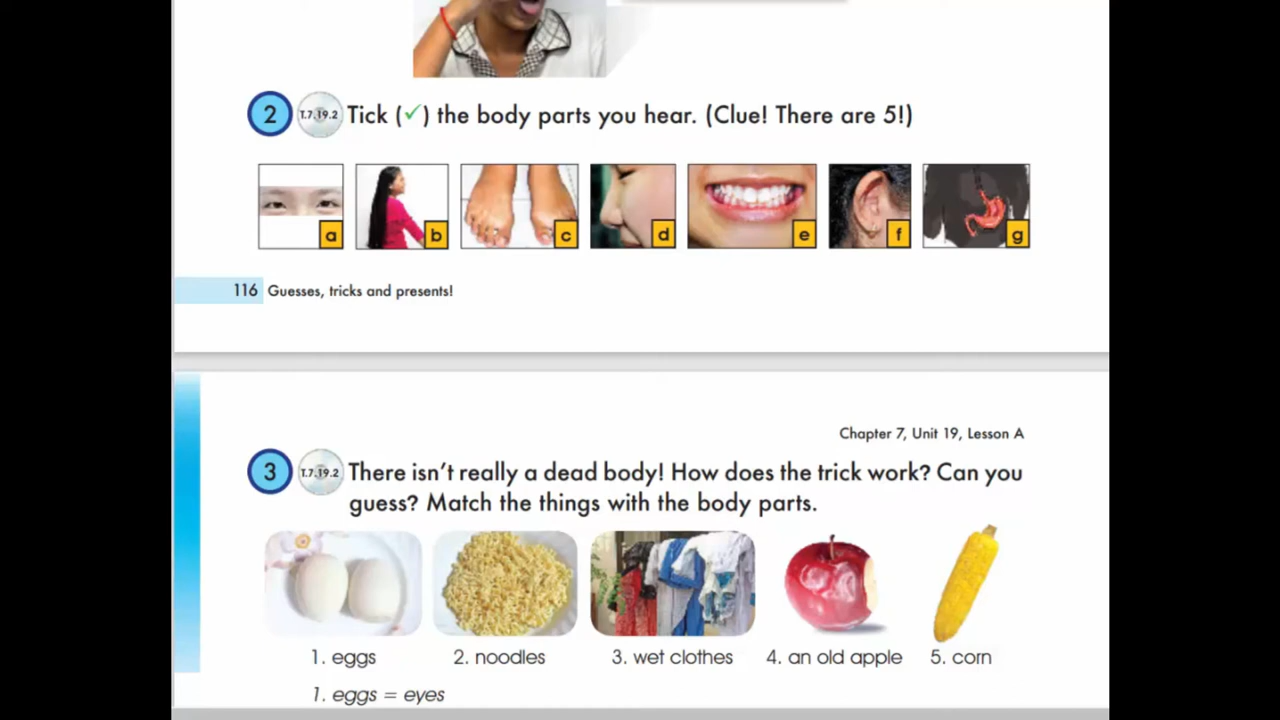 2 T.7.19.2 Tick (✓) the body parts you hear. (Clue! There are 5!)
a b c d e f g
116 Guesses, tricks and presents!
Chapter 7, Unit 19, Lesson A
3 T.7.19.2 There isn't really a dead body! How does the trick work? Can you
guess? Match the things with the body parts.
1. eggs 2. noodles 3. wet clothes 4. an old apple 5. corn
1. eggs = eyes